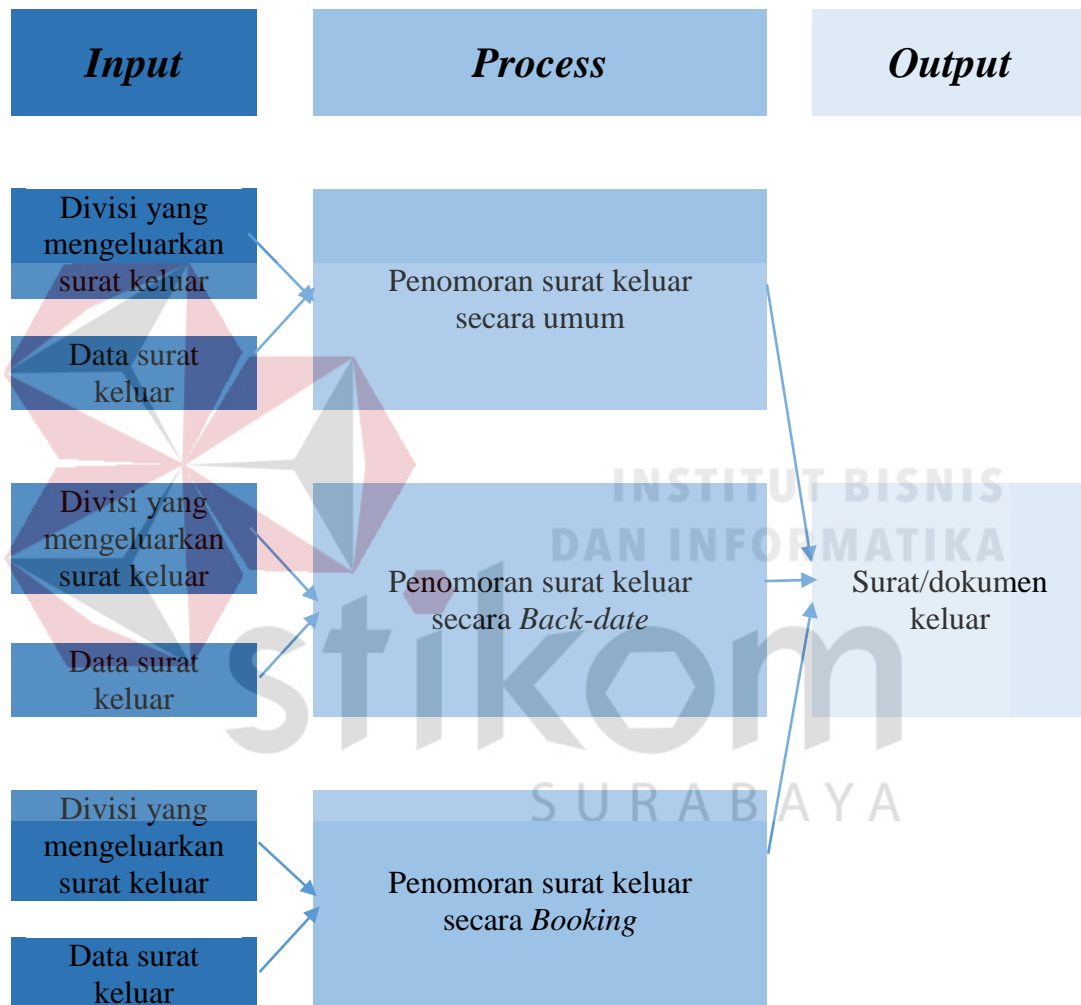 Input
Process
Output
Divisi yang
mengeluarkan
surat keluar
Data surat
keluar
Penomoran surat keluar
secara umum
Divisi yang
mengeluarkan
surat keluar
Data surat
keluar
Penomoran surat keluar
secara Back-date
Surat/dokumen
keluar
Divisi yang
mengeluarkan
surat keluar
Data surat
keluar
Penomoran surat keluar
secara Booking
INSTITUT BISNIS
DAN INFORMATIKA
stikom
SURABAYA